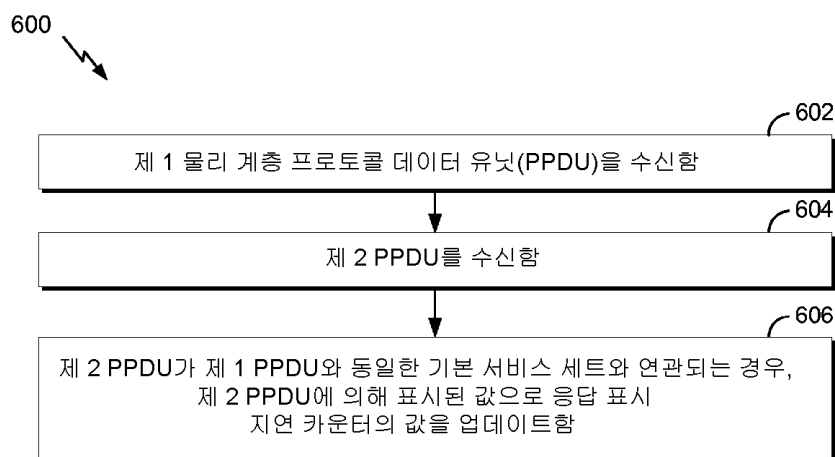 600
602
제 1 물리 계층 프로토콜 데이터 유닛(PPDU)을 수신함
604
제 2 PPDU를 수신함
606
제 2 PPDU가 제 1 PPDU와 동일한 기본 서비스 세트와 연관되는 경우,
제 2 PPDU에 의해 표시된 값으로 응답 표시
지연 카운터의 값을 업데이트함